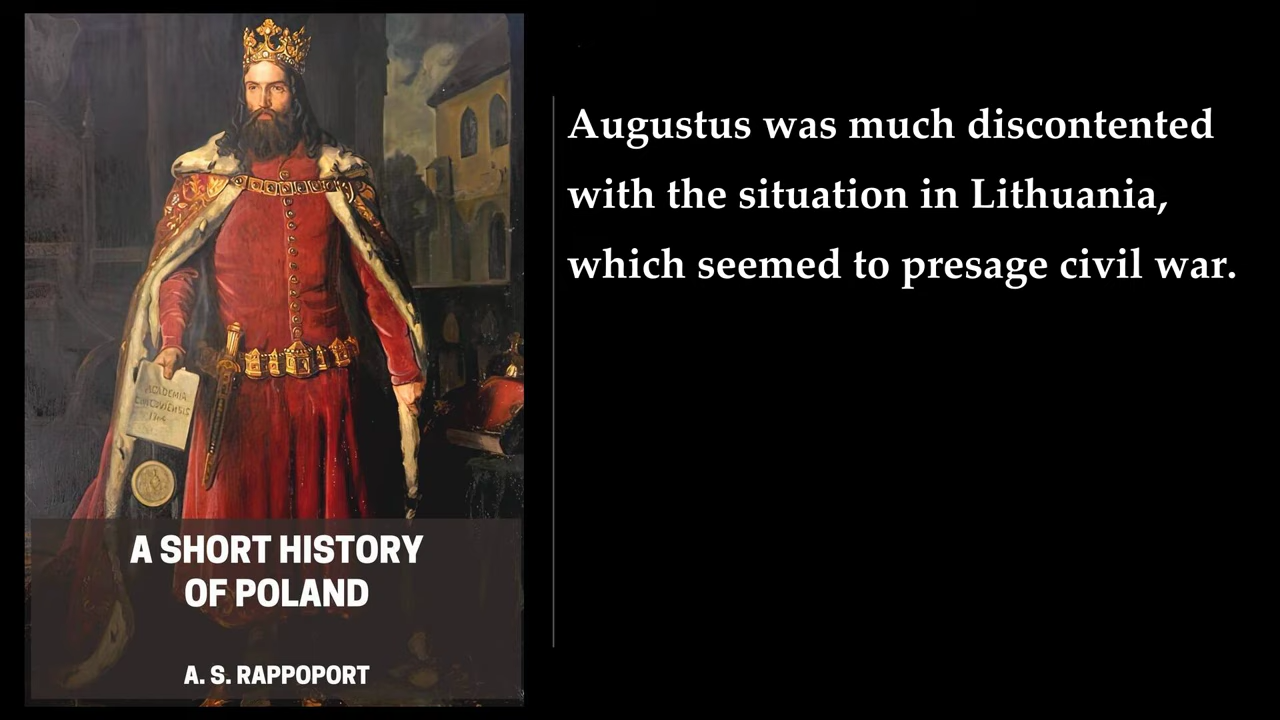 Augustus was much discontented
with the situation in Lithuania,
which seemed to presage civil war.
ACADEMIA
A SHORT HISTORY
OF POLAND
A. S. RAPPOPORT